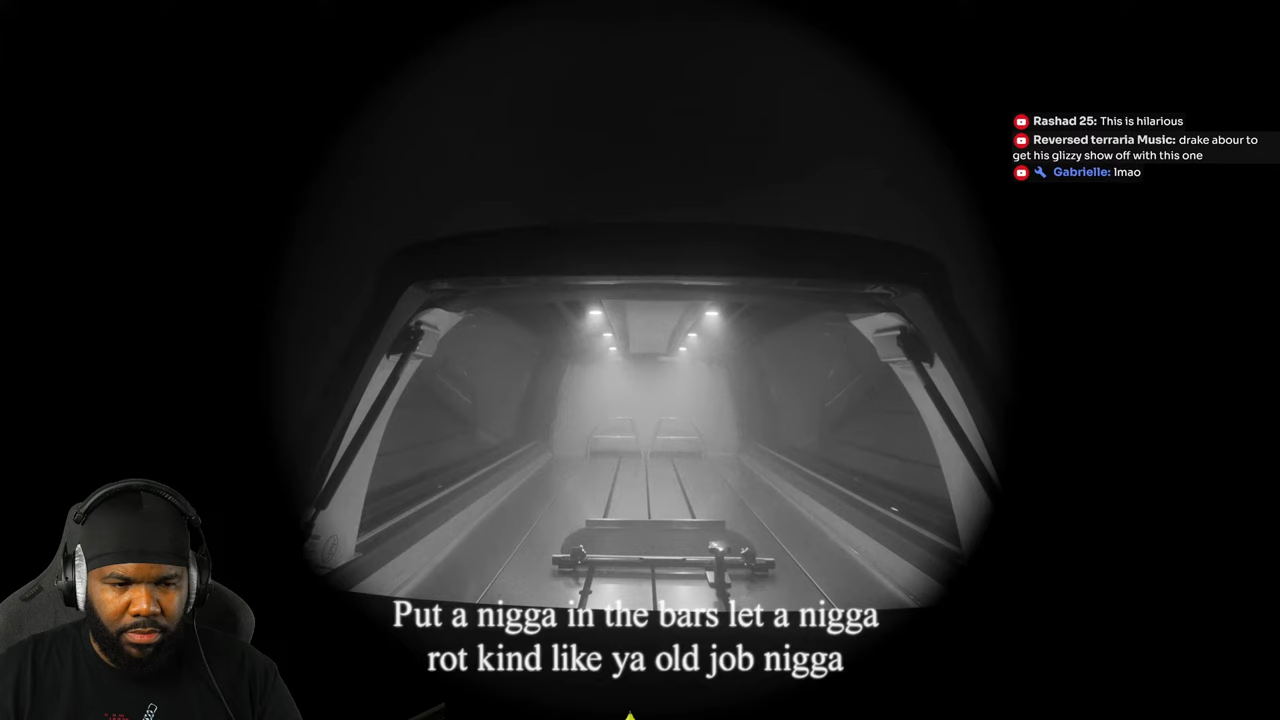 Rashad 25: This is hilarious
Reversed terraria Music: drake abour to
get his glizzy show off with this one
Gabrielle: lmao
Put a nigga in the bars let a nigga
rot kind like ya old job nigga